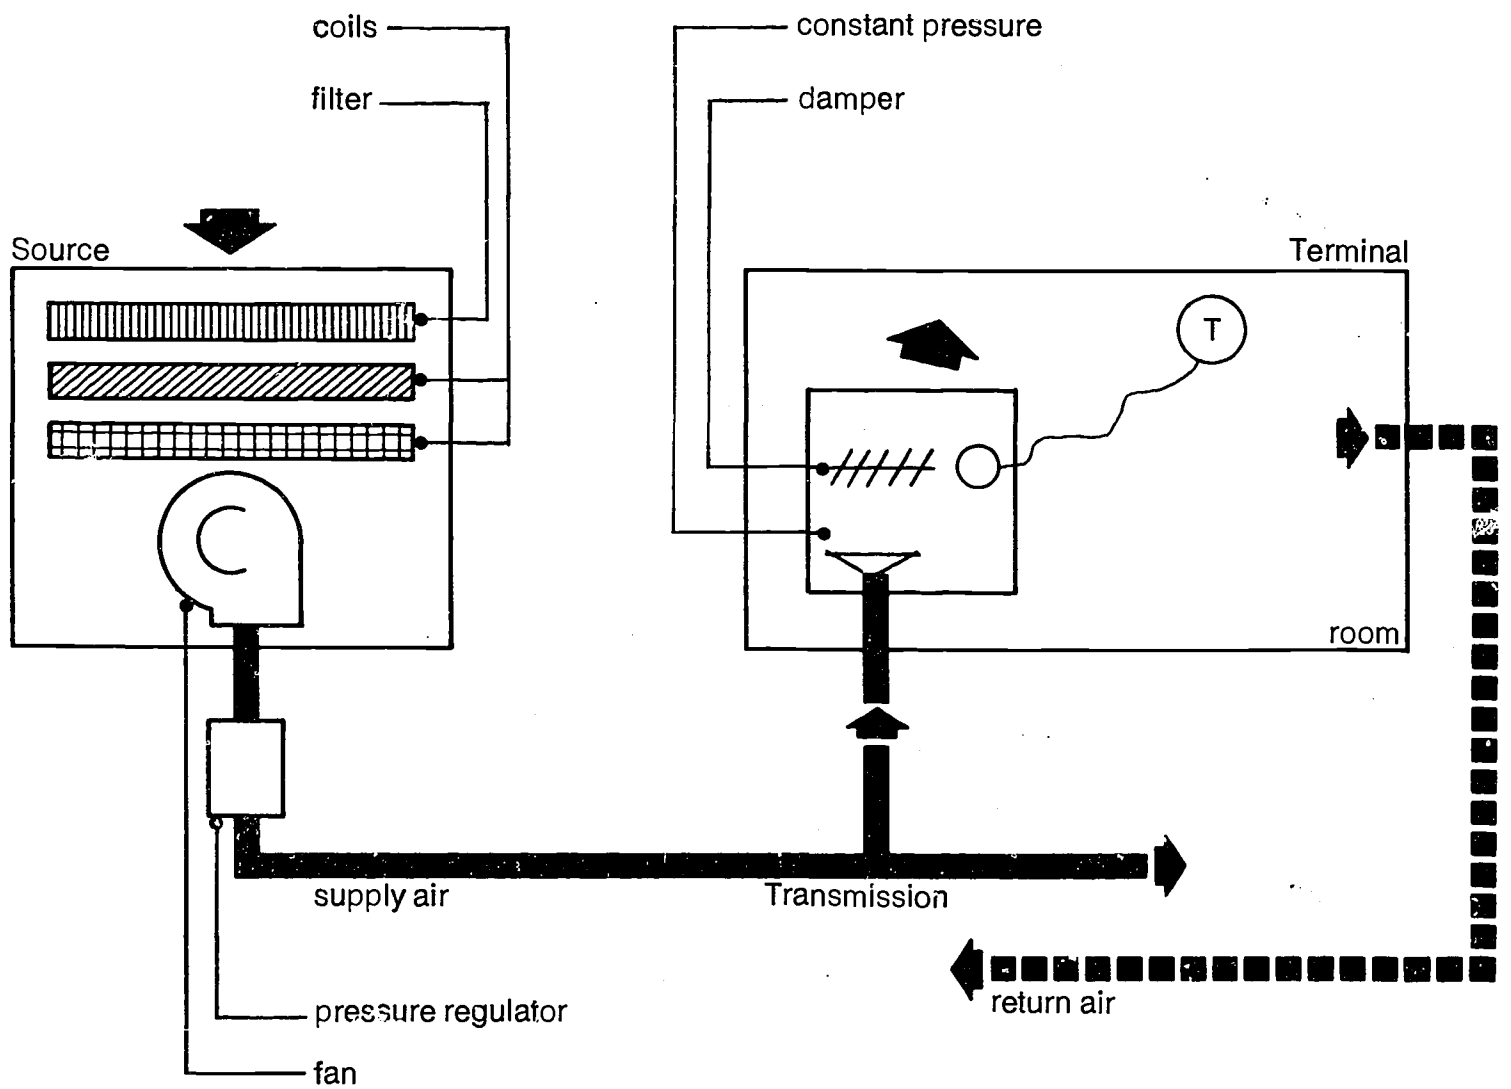 coils
constant pressure
filter
damper
Source
Terminal
T
room
supply air
Transmission
return air
pressure regulator
fan